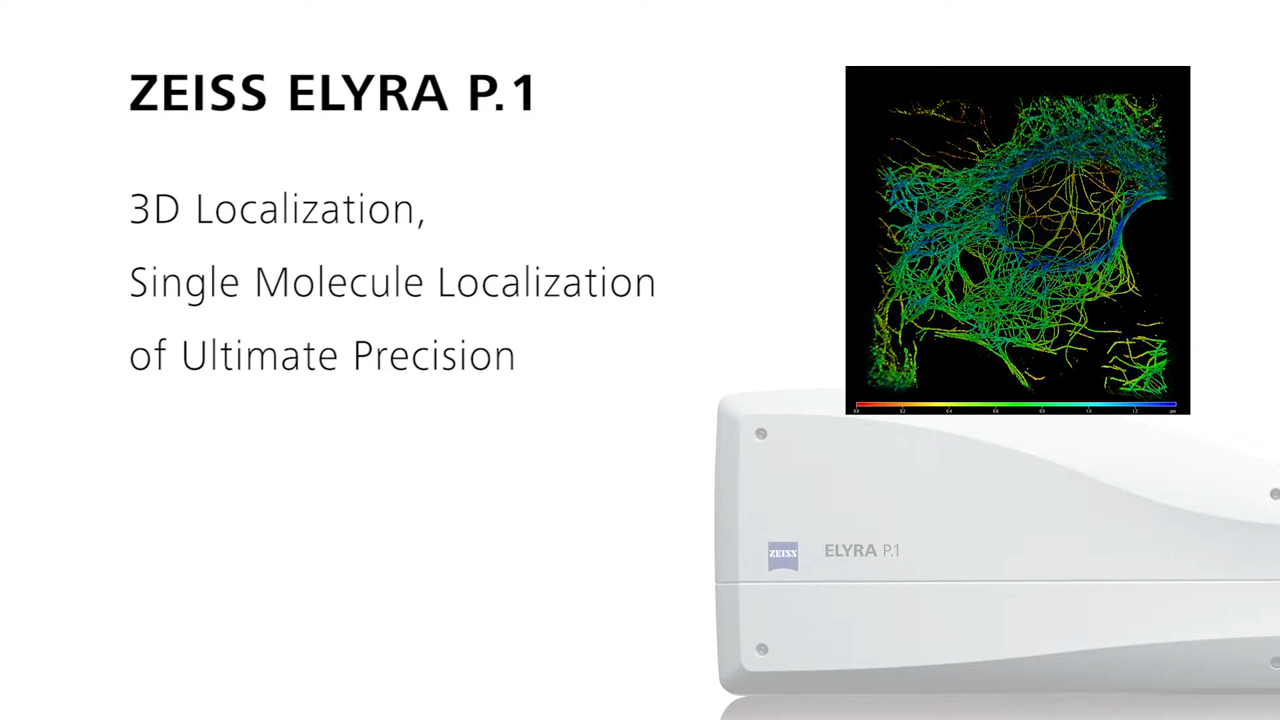 ZEISS ELYRA P.1
3D Localization,
Single Molecule Localization
of Ultimate Precision
ZEISS
ELYRA P.1